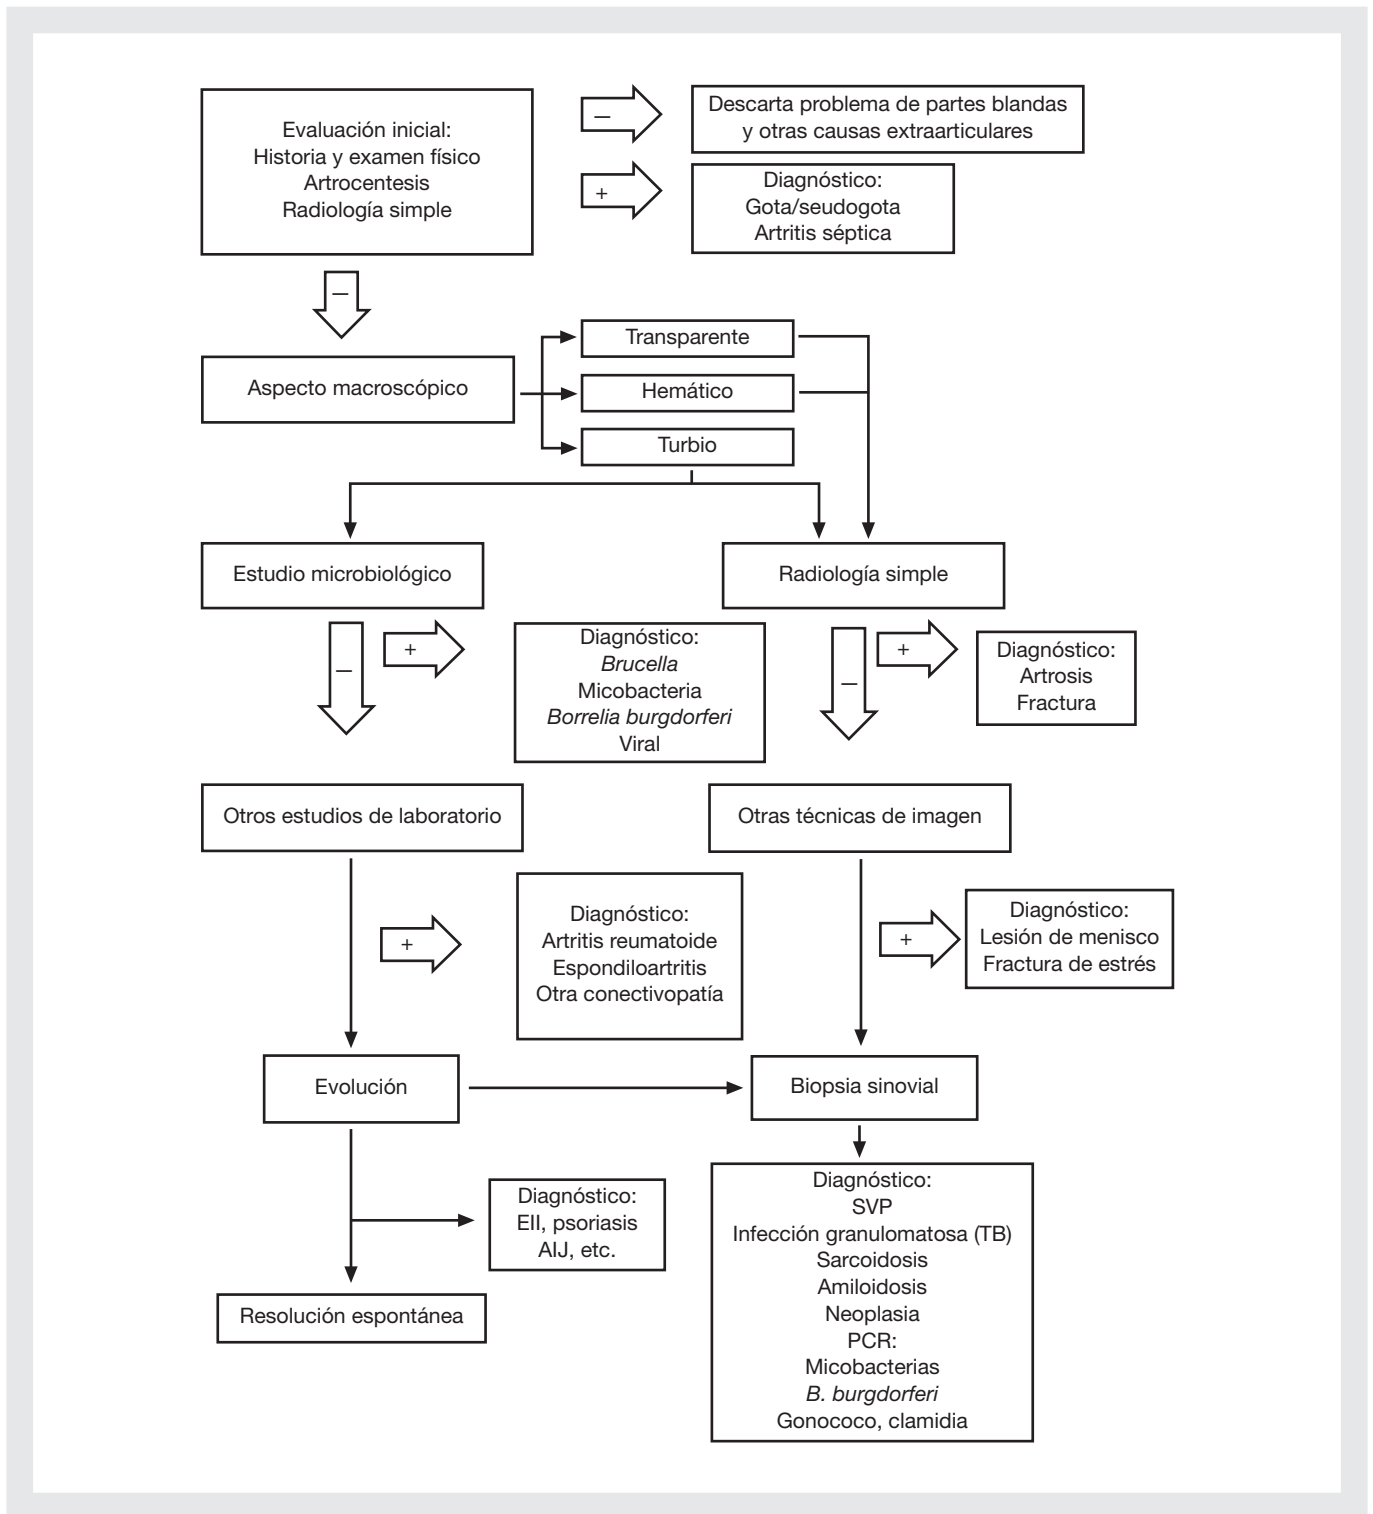 Evaluación inicial:
Historia y examen físico
Artrocentesis
Radiología simple
–
Descarta problema de partes blandas
y otras causas extraarticulares
+
Diagnóstico:
Gota/seudogota
Artritis séptica
–
Aspecto macroscópico
Transparente
Hemático
Turbio
Estudio microbiológico
Radiología simple
–
+
Diagnóstico:
Brucella
Micobacteria
Borrelia burgdorferi
Viral
–
+
Diagnóstico:
Artrosis
Fractura
Otros estudios de laboratorio
Otras técnicas de imagen
+
Diagnóstico:
Artritis reumatoide
Espondiloartritis
Otra conectivopatía
+
Diagnóstico:
Lesión de menisco
Fractura de estrés
Evolución
Biopsia sinovial
Diagnóstico:
EII, psoriasis
AIJ, etc.
Resolución espontánea
Diagnóstico:
SVP
Infección granulomatosa (TB)
Sarcoidosis
Amiloidosis
Neoplasia
PCR:
Micobacterias
B. burgdorferi
Gonococo, clamidia